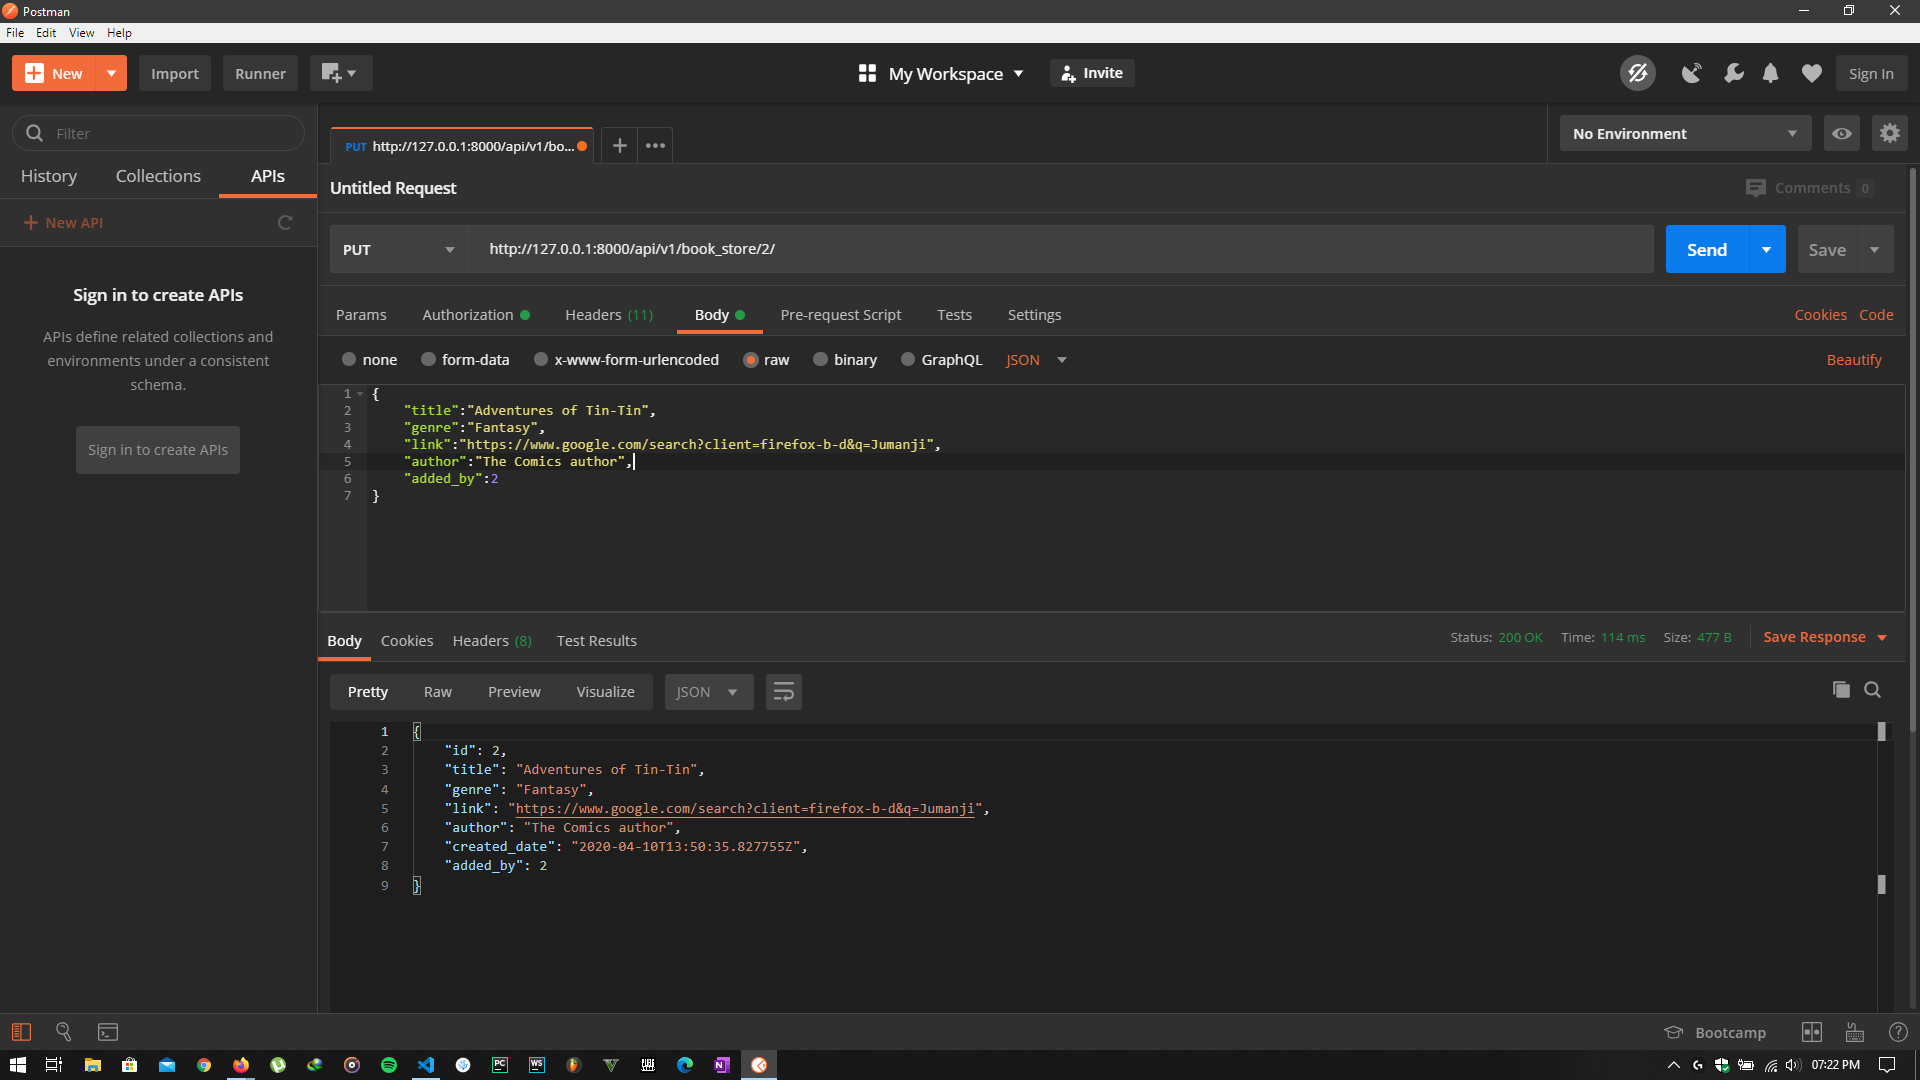 Postman
File Edit View Help
New Import Runner My Workspace Invite Sign In
Filter
History Collections APIs
New API
Sign in to create APIs
APIs define related collections and
environments under a consistent
schema.
Sign in to create APIs
PUT http://127.0.0.1:8000/api/v1/bo... No Environment
Untitled Request Comments 0
PUT http://127.0.0.1:8000/api/v1/book_store/2/ Send Save
Params Authorization Headers (11) Body Pre-request Script Tests Settings Cookies Code
none form-data x-www-form-urlencoded raw binary GraphQL JSON Beautify
1 {
2 "title":"Adventures of Tin-Tin",
3 "genre":"Fantasy",
4 "link":"https://www.google.com/search?client=firefox-b-d&q=Jumanji",
5 "author":"The Comics author",
6 "added_by":2
7 }
Body Cookies Headers (8) Test Results Status: 200 OK Time: 114 ms Size: 477 B Save Response
Pretty Raw Preview Visualize JSON
1 {
2 "id": 2,
3 "title": "Adventures of Tin-Tin",
4 "genre": "Fantasy",
5 "link": "https://www.google.com/search?client=firefox-b-d&q=Jumanji",
6 "author": "The Comics author",
7 "created_date": "2020-04-10T13:50:35.827755Z",
8 "added_by": 2
9 }
Bootcamp
PC WS 07:22 PM